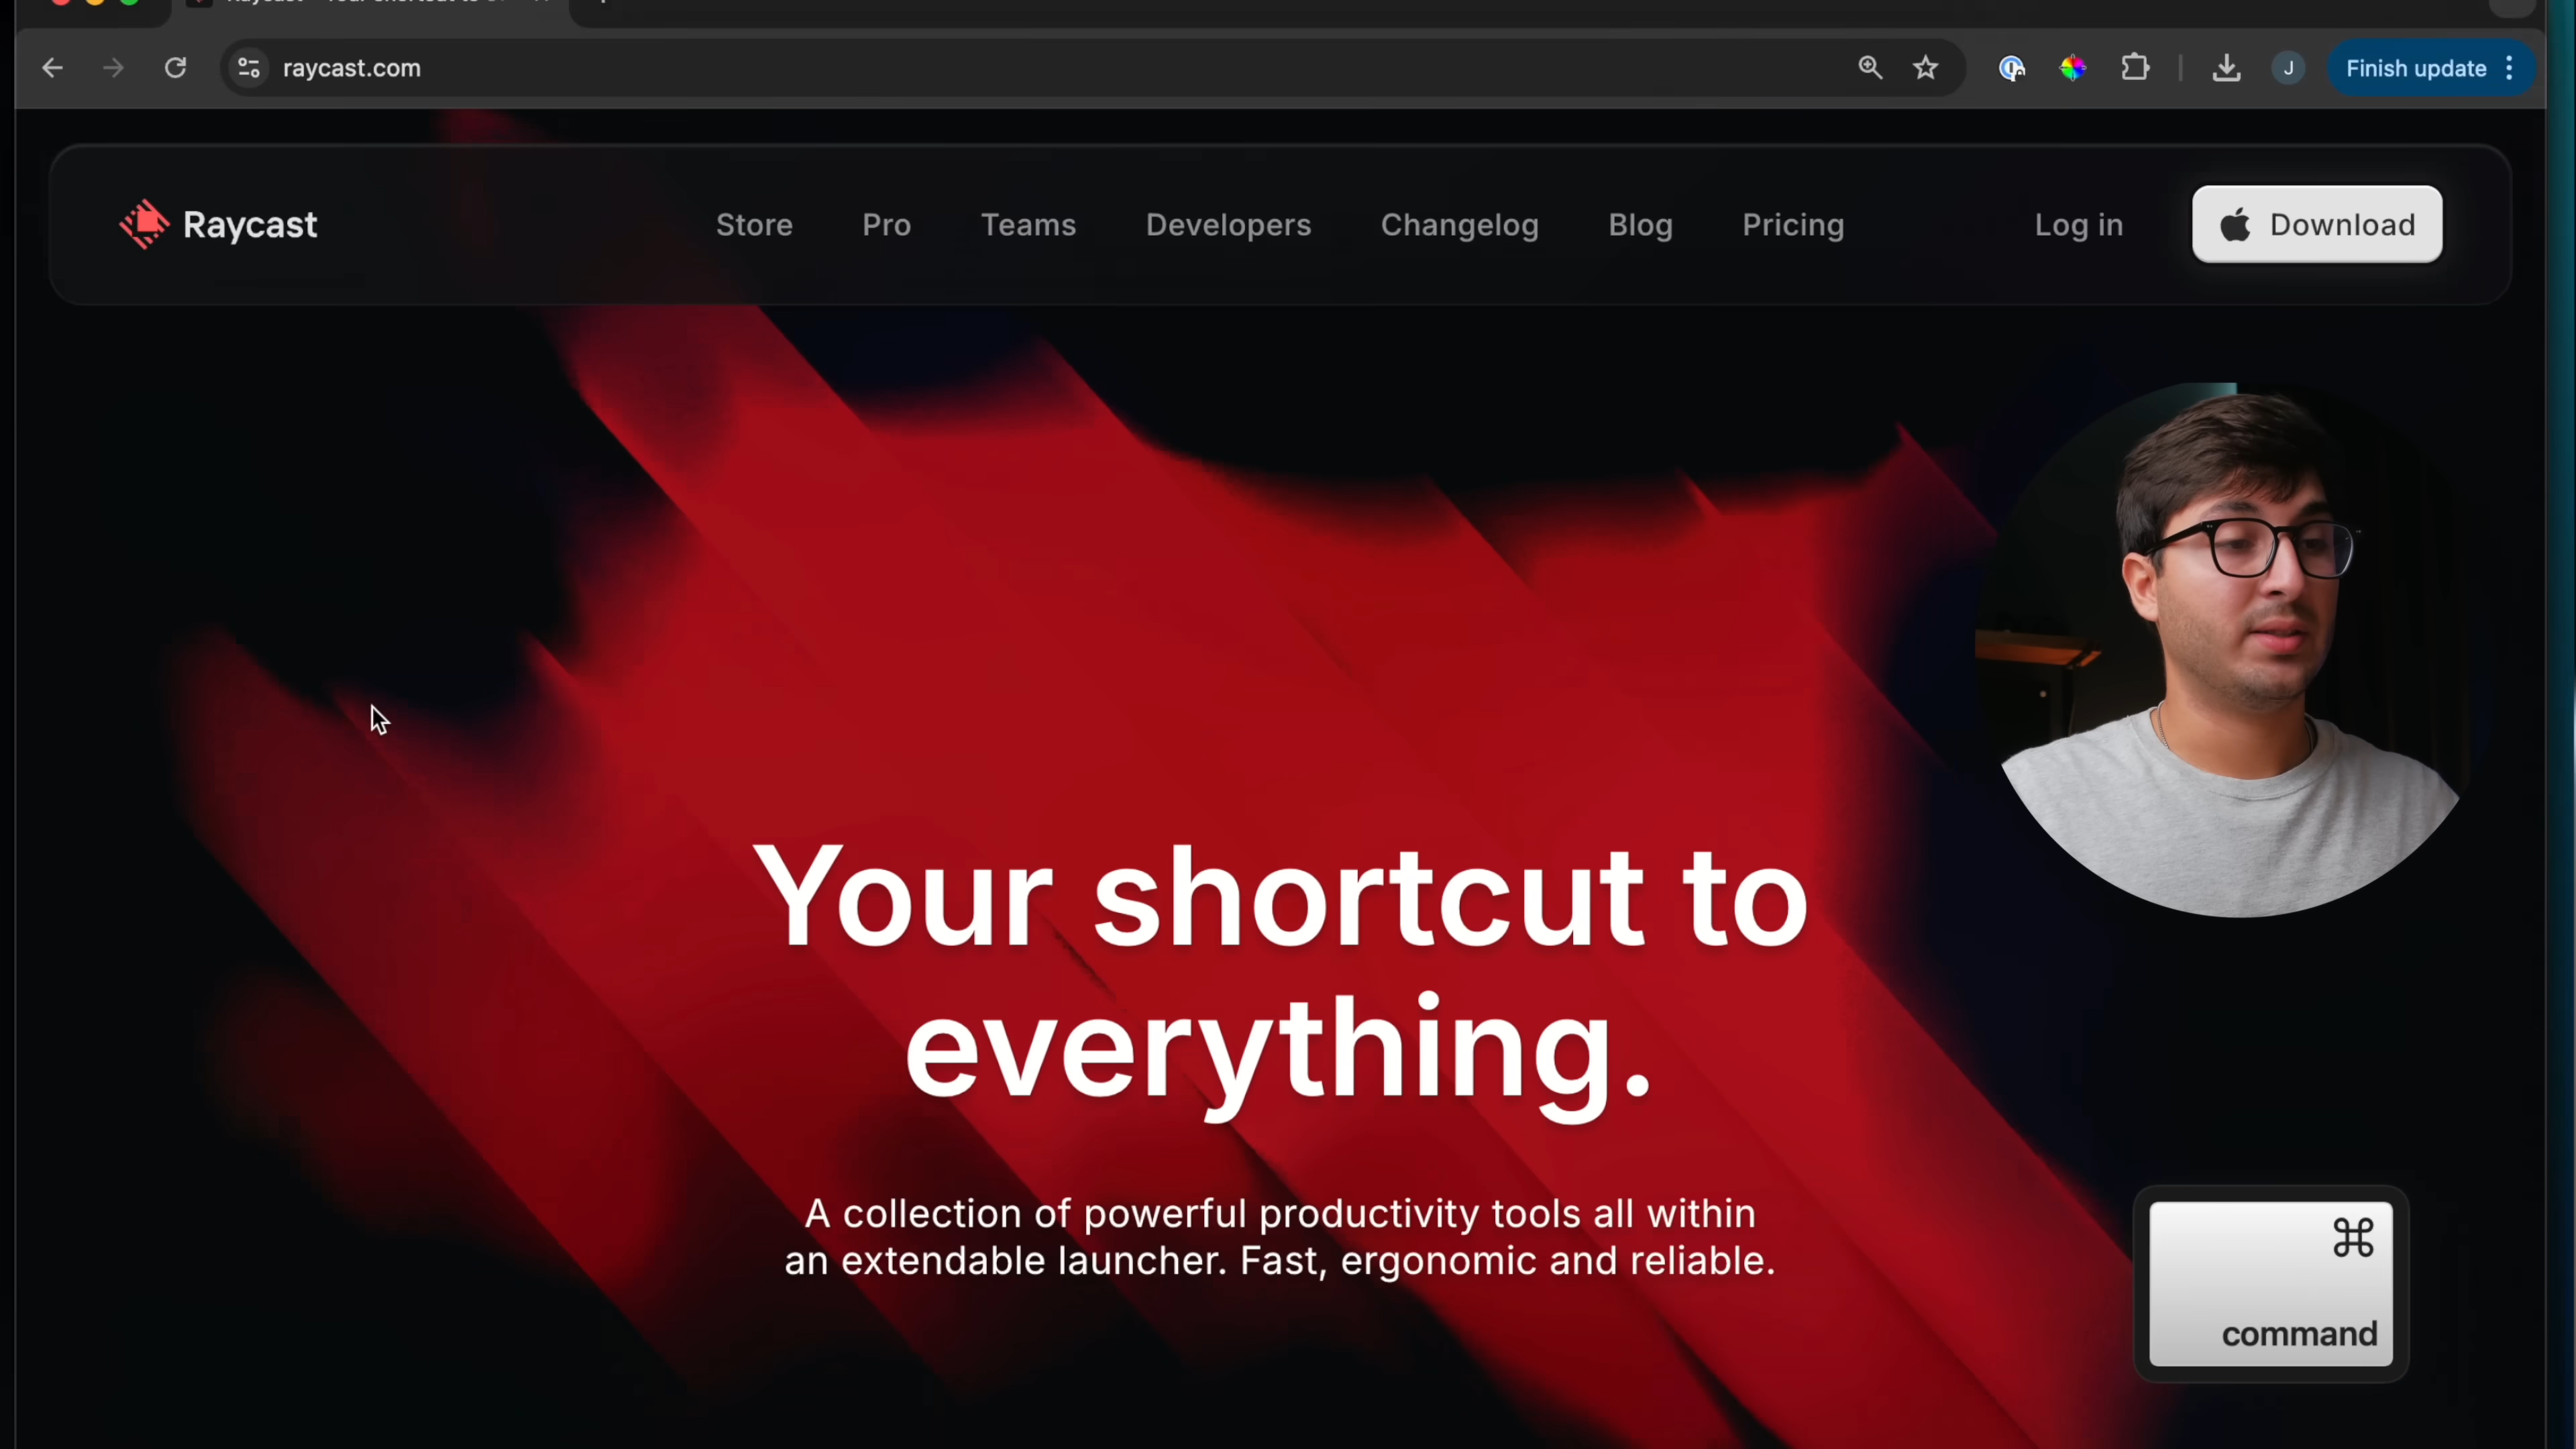 raycast.com
J
Finish update
Raycast
Store
Pro
Teams
Developers
Changelog
Blog
Pricing
Log in
Download
Your shortcut to
everything.
A collection of powerful productivity tools all within
an extendable launcher. Fast, ergonomic and reliable.
⌘
command